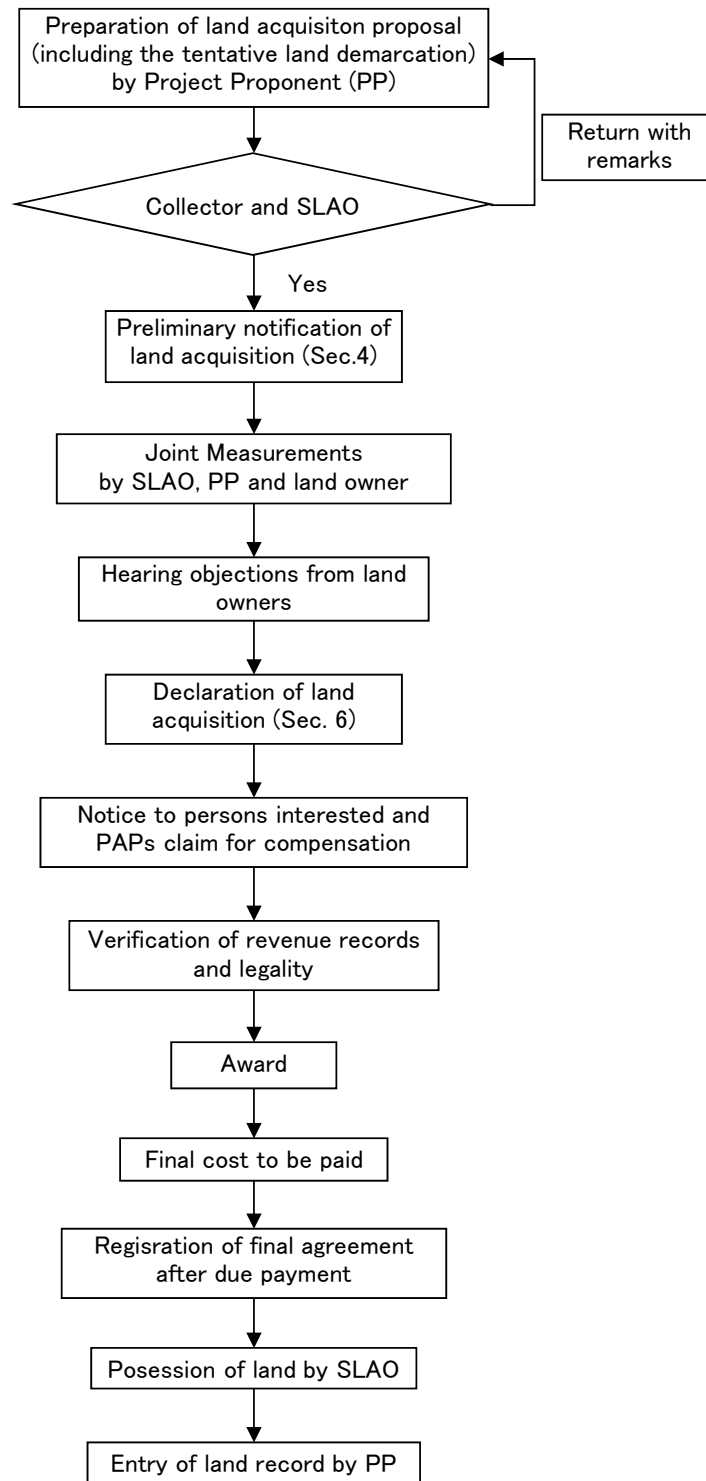 Preparation of land acquisiton proposal
(including the tentative land demarcation)
by Project Proponent (PP)
Return with
remarks
Collector and SLAO
Yes
Preliminary notification of
land acquisition (Sec.4)
Joint Measurements
by SLAO, PP and land owner
Hearing objections from land
owners
Declaration of land
acquisition (Sec. 6)
Notice to persons interested and
PAPs claim for compensation
Verification of revenue records
and legality
Award
Final cost to be paid
Regisration of final agreement
after due payment
Posession of land by SLAO
Entry of land record by PP